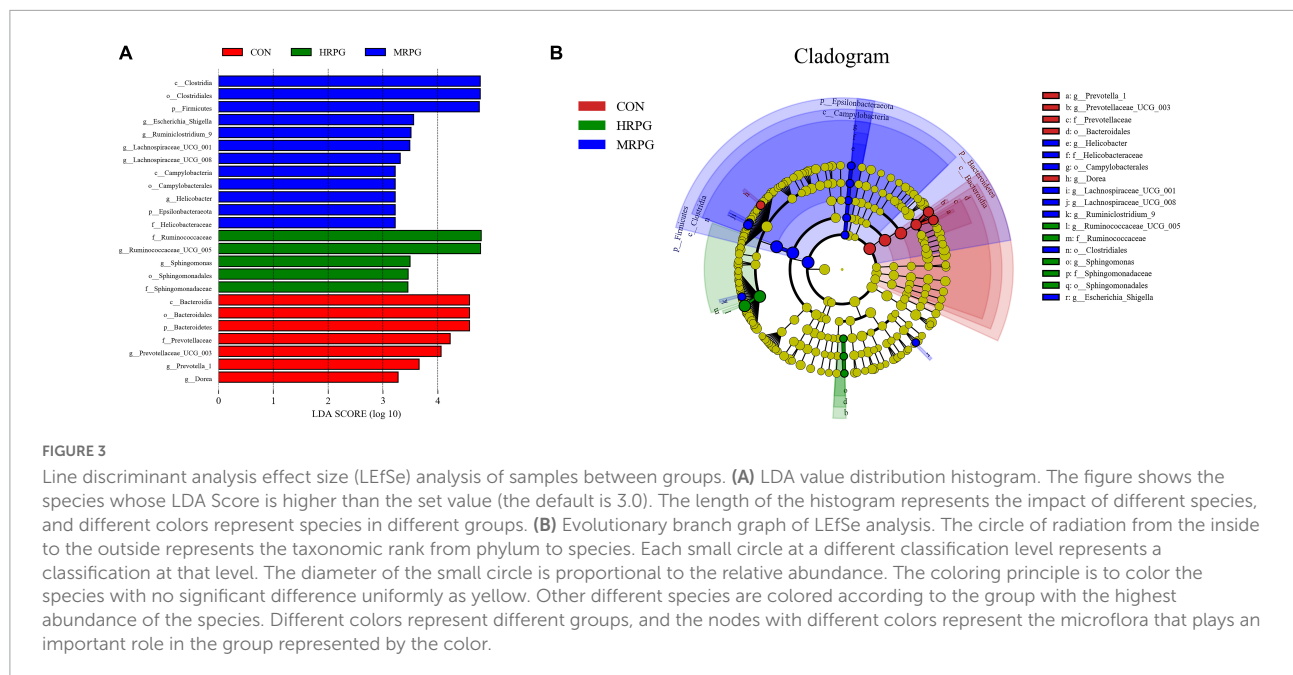 A
CON
HRPG
MRPG
c__Clostridia
o__Clostridiales
p__Firmicutes
g__Escherichia_Shigella
g__Ruminiclostridium_9
g__Lachnospiraceae_UCG_001
g__Lachnospiraceae_UCG_008
c__Campylobacteria
o__Campylobacterales
g__Helicobacter
p__Epsilonbacteraeota
f__Helicobacteraceae
f__Ruminococcaceae
g__Ruminococcaceae_UCG_005
g__Sphingomonas
o__Sphingomonadales
f__Sphingomonadaceae
c__Bacteroidia
o__Bacteroidales
p__Bacteroidetes
f__Prevotellaceae
g__Prevotellaceae_UCG_003
g__Prevotella_1
g__Dorea
0 1 2 3 4
LDA SCORE (log 10)
B
Cladogram
CON
HRPG
MRPG
p__Epsilonbacteraeota
c__Campylobacteria
p__Bacteroidetes
c__Bacteroidia
p__Firmicutes
c__Clostridia
a: g__Prevotella_1
b: g__Prevotellaceae_UCG_003
c: f__Prevotellaceae
d: o__Bacteroidales
e: g__Helicobacter
f: f__Helicobacteraceae
g: o__Campylobacterales
h: g__Dorea
i: g__Lachnospiraceae_UCG_001
j: g__Lachnospiraceae_UCG_008
k: g__Ruminiclostridium_9
l: g__Ruminococcaceae_UCG_005
m: f__Ruminococcaceae
n: o__Clostridiales
o: g__Sphingomonas
p: f__Sphingomonadaceae
q: o__Sphingomonadales
r: g__Escherichia_Shigella
FIGURE 3
Line discriminant analysis effect size (LEfSe) analysis of samples between groups. (A) LDA value distribution histogram. The figure shows the
species whose LDA Score is higher than the set value (the default is 3.0). The length of the histogram represents the impact of different species,
and different colors represent species in different groups. (B) Evolutionary branch graph of LEfSe analysis. The circle of radiation from the inside
to the outside represents the taxonomic rank from phylum to species. Each small circle at a different classification level represents a
classification at that level. The diameter of the small circle is proportional to the relative abundance. The coloring principle is to color the
species with no significant difference uniformly as yellow. Other different species are colored according to the group with the highest
abundance of the species. Different colors represent different groups, and the nodes with different colors represent the microflora that plays an
important role in the group represented by the color.